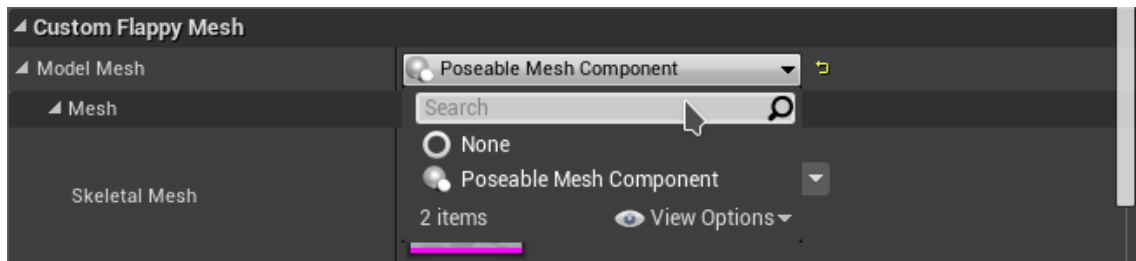 Custom Flappy Mesh
Model Mesh
Poseable Mesh Component
Mesh
Search
None
Poseable Mesh Component
Skeletal Mesh
2 items
View Options